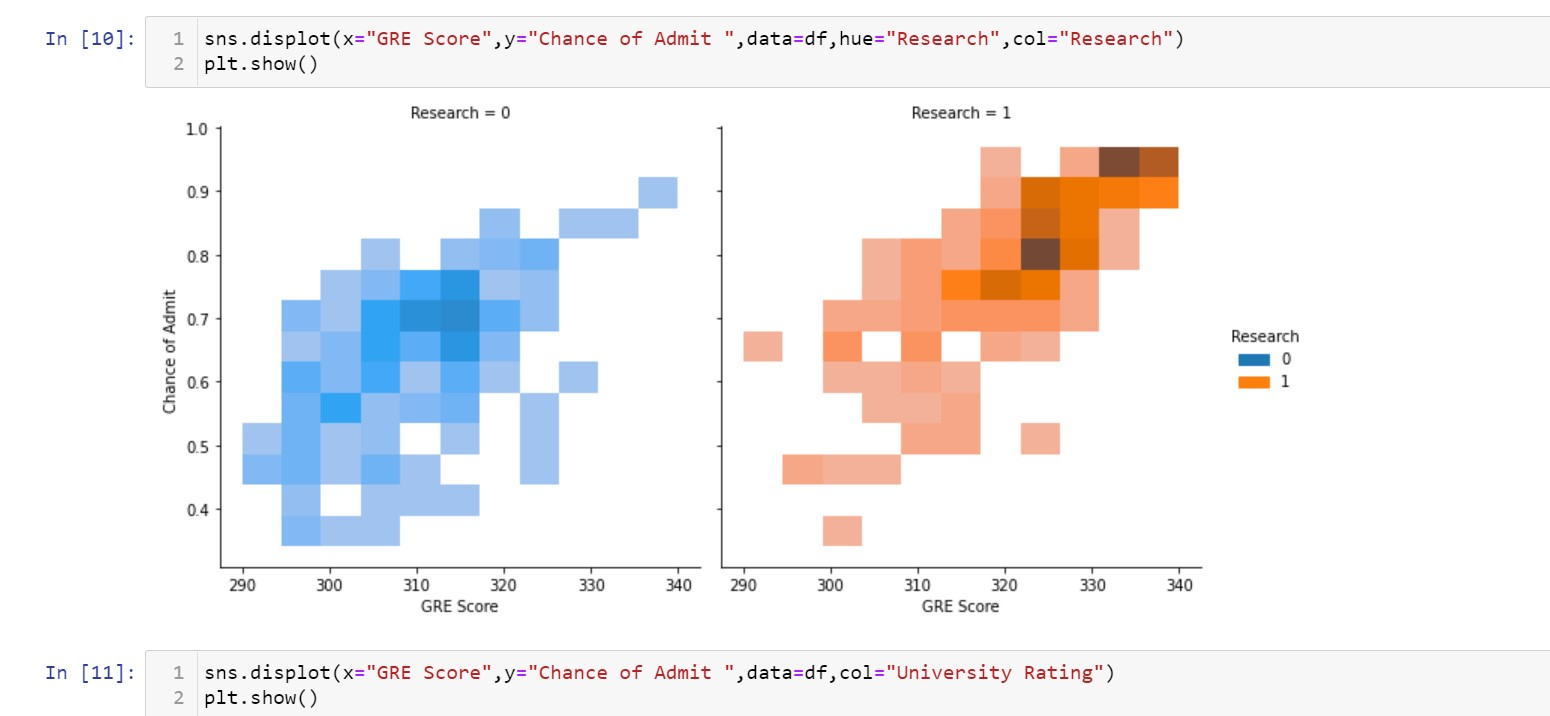 In [10]:
1 sns.displot(x="GRE Score",y="Chance of Admit ",data=df,hue="Research",col="Research")
2 plt.show()
Research = 0
Research = 1
1.0
0.9
0.8
0.7
0.6
0.5
0.4
Chance of Admit
290 300 310 320 330 340
GRE Score
290 300 310 320 330 340
GRE Score
Research
0
1
In [11]:
1 sns.displot(x="GRE Score",y="Chance of Admit ",data=df,col="University Rating")
2 plt.show()